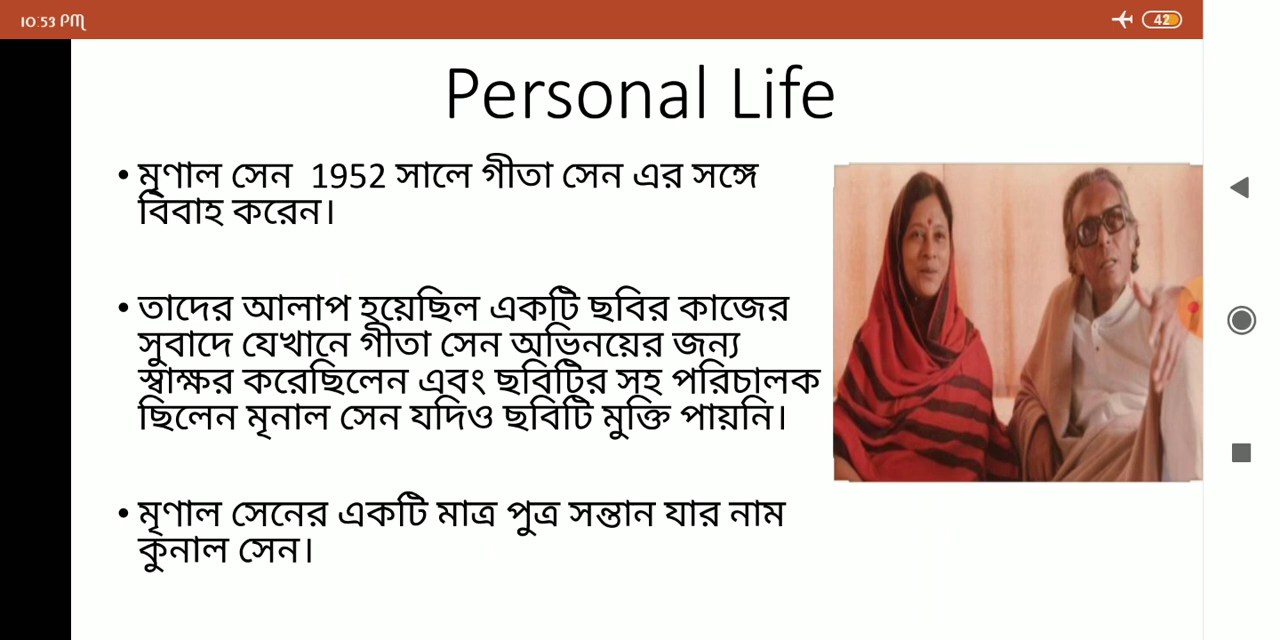 10:53 PM
42
Personal Life
• মৃণাল সেন 1952 সালে গীতা সেন এর সঙ্গে
বিবাহ করেন।
• তাদের আলাপ হয়েছিল একটি ছবির কাজের
সুবাদে যেখানে গীতা সেন অভিনয়ের জন্য
স্বাক্ষর করেছিলেন এবং ছবিটির সহ পরিচালক
ছিলেন মৃনাল সেন যদিও ছবিটি মুক্তি পায়নি।
• মৃণাল সেনের একটি মাত্র পুত্র সন্তান যার নাম
কুনাল সেন।